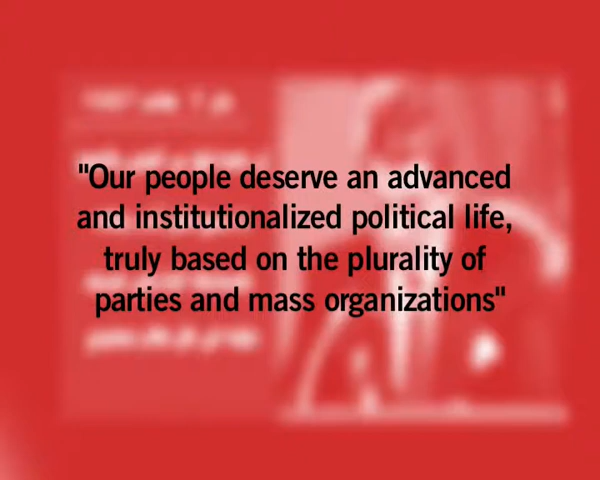 "Our people deserve an advanced
and institutionalized political life,
truly based on the plurality of
parties and mass organizations"